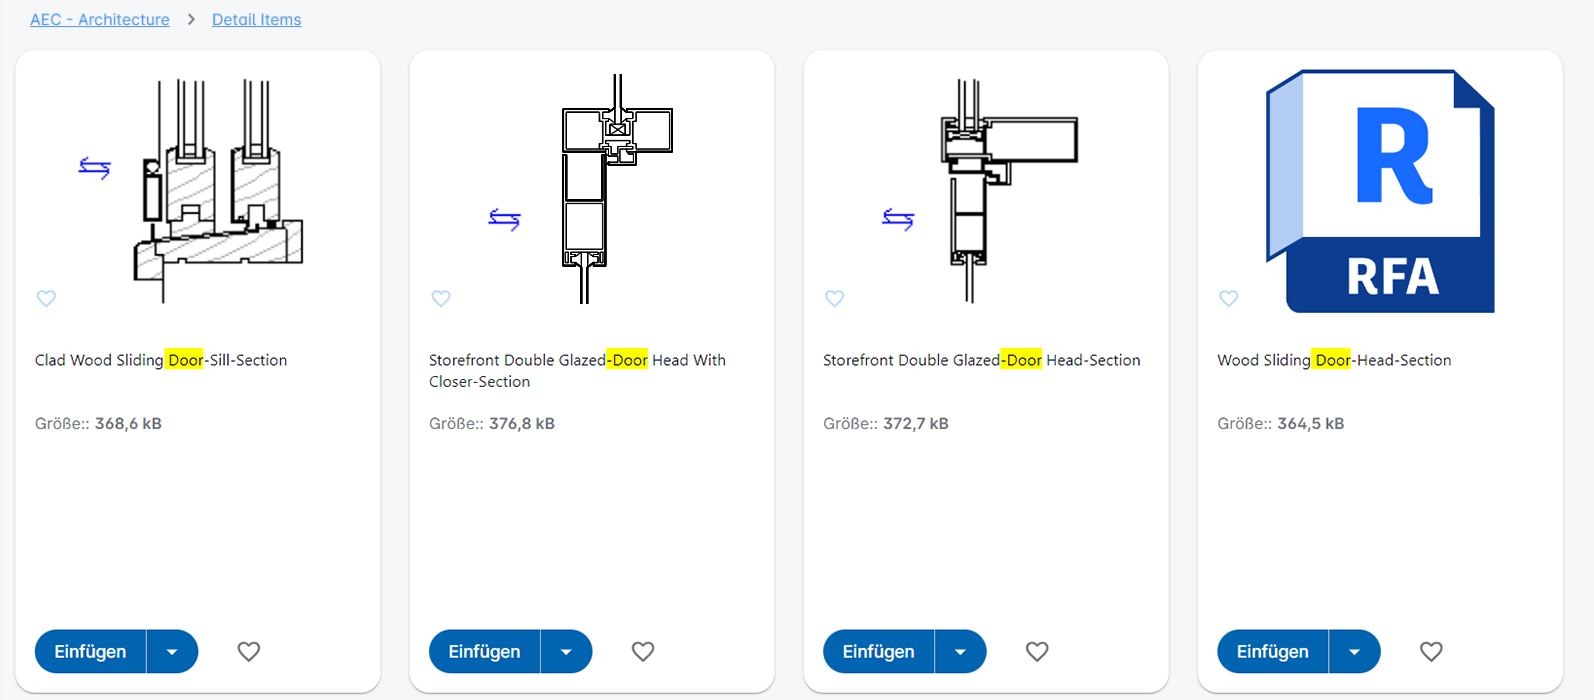 AEC - Architecture > Detail Items
R
RFA
Clad Wood Sliding Door-Sill-Section
Größe:: 368,6 kB
Einfügen
Storefront Double Glazed-Door Head With
Closer-Section
Größe:: 376,8 kB
Einfügen
Storefront Double Glazed-Door Head-Section
Größe:: 372,7 kB
Einfügen
Wood Sliding Door-Head-Section
Größe:: 364,5 kB
Einfügen